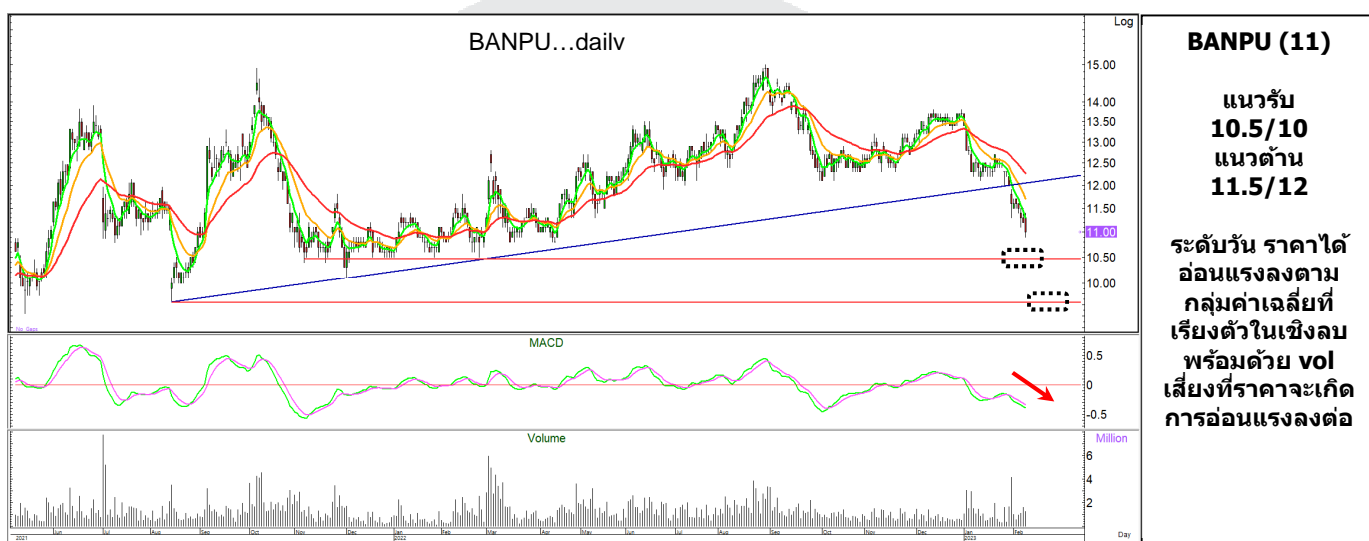 BANPU...daily
Log
15.00
14.00
13.50
13.00
12.50
12.00
11.50
11.00
10.50
10.00
No Gaps
MACD
0.5
0
-0.5
Volume
Million
6
4
2
Jun Jul Aug Sep Oct Nov Dec Jan Feb Mar Apr May Jun Jul Aug Sep Oct Nov Dec Jan Feb Day
2021 2022 2023
BANPU (11)
แนวรับ
10.5/10
แนวต้าน
11.5/12
ระดับวัน ราคาได้
อ่อนแรงลงตาม
กลุ่มค่าเฉลี่ยที่
เรียงตัวในเชิงลบ
พร้อมด้วย vol
เสี่ยงที่ราคาจะเกิด
การอ่อนแรงลงต่อ